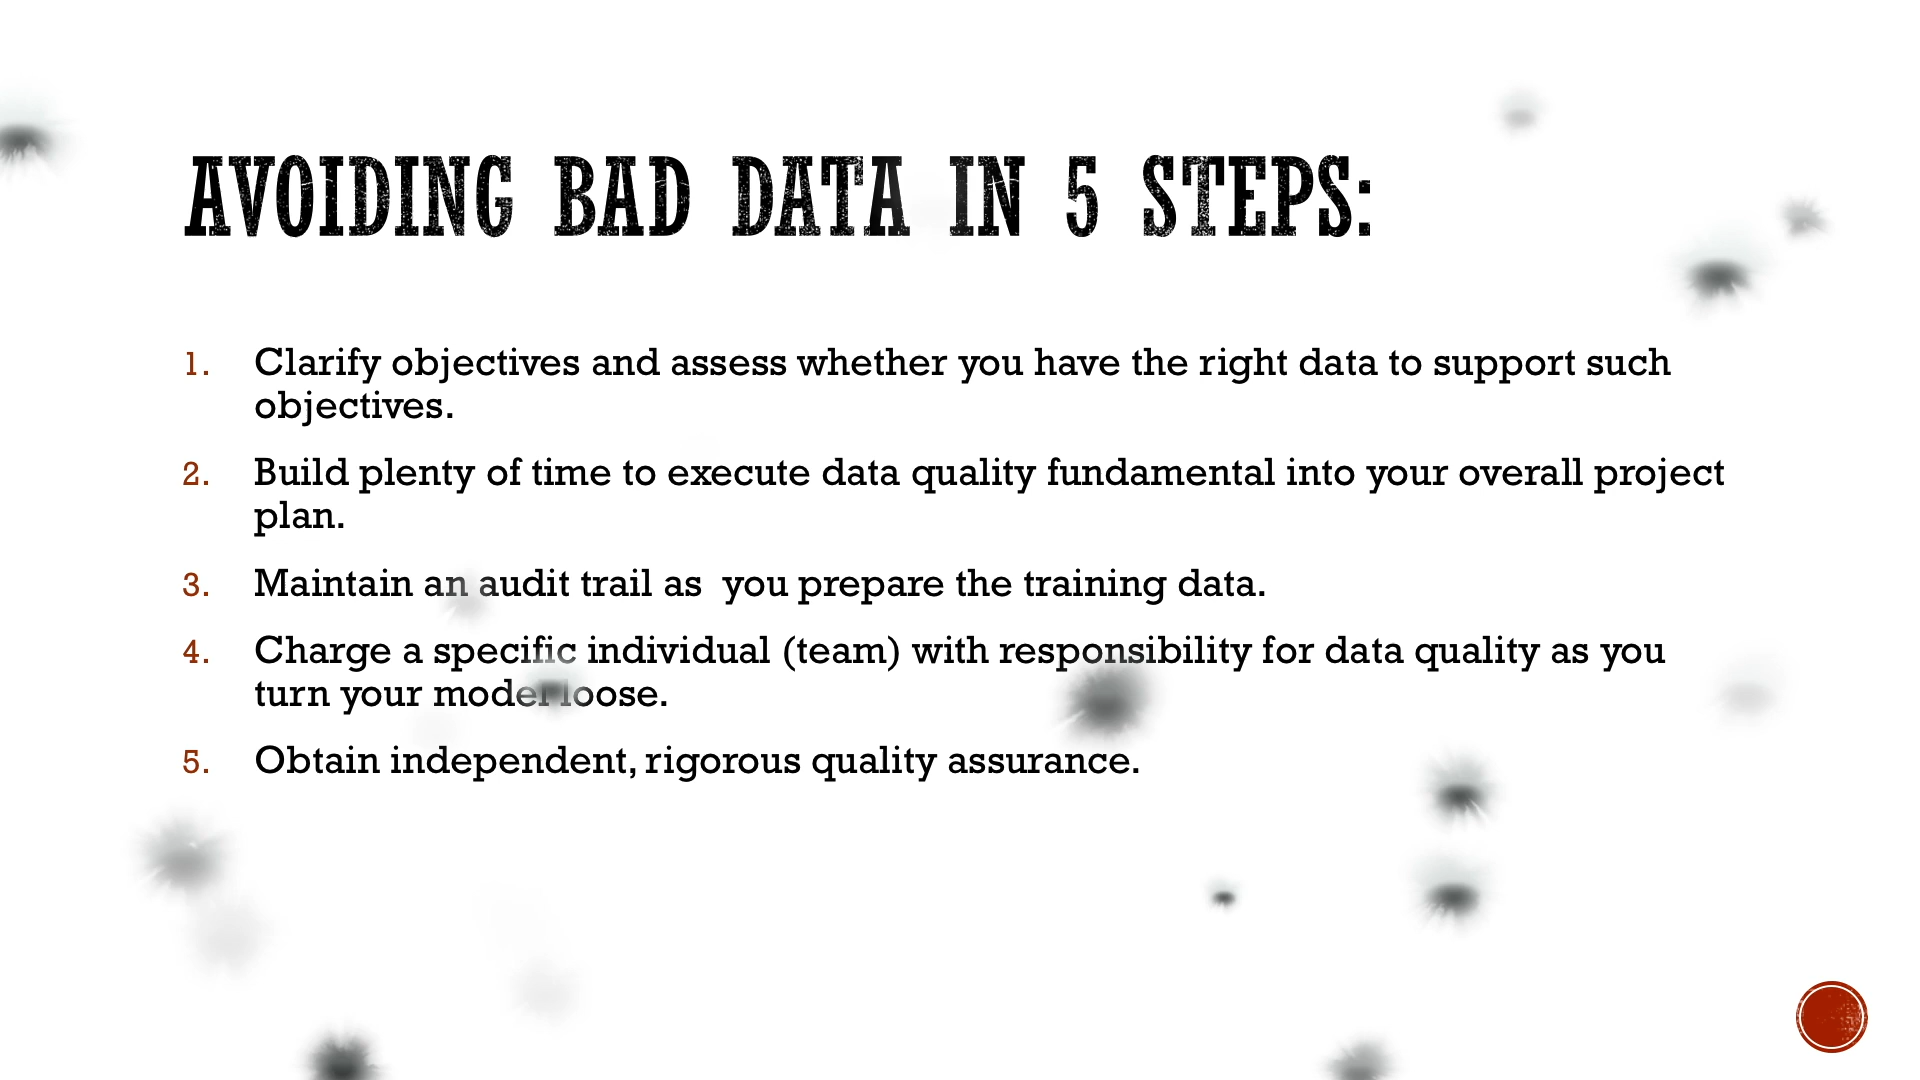 AVOIDING BAD DATA IN 5 STEPS:
1. Clarify objectives and assess whether you have the right data to support such
objectives.
2. Build plenty of time to execute data quality fundamental into your overall project
plan.
3. Maintain an audit trail as  you prepare the training data.
4. Charge a specific individual (team) with responsibility for data quality as you
turn your model loose.
5. Obtain independent, rigorous quality assurance.